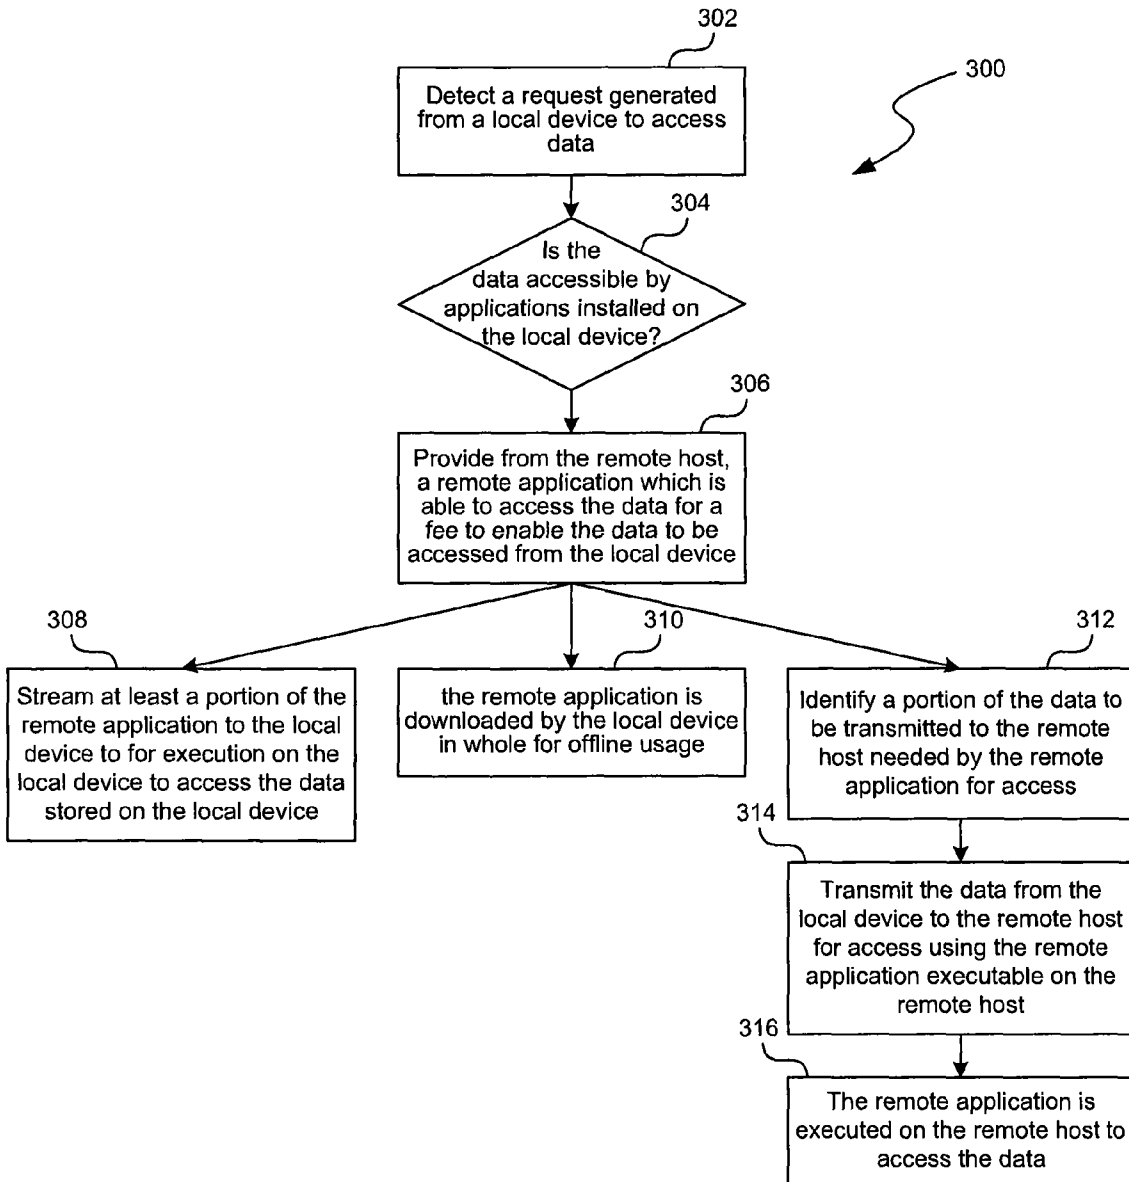 302
300
Detect a request generated
from a local device to access
data
304
Is the
data accessible by
applications installed on
the local device?
306
Provide from the remote host,
a remote application which is
able to access the data for a
fee to enable the data to be
accessed from the local device
308
Stream at least a portion of the
remote application to the local
device to for execution on the
local device to access the data
stored on the local device
310
the remote application is
downloaded by the local device
in whole for offline usage
312
Identify a portion of the data to
be transmitted to the remote
host needed by the remote
application for access
314
Transmit the data from the
local device to the remote host
for access using the remote
application executable on the
remote host
316
The remote application is
executed on the remote host to
access the data